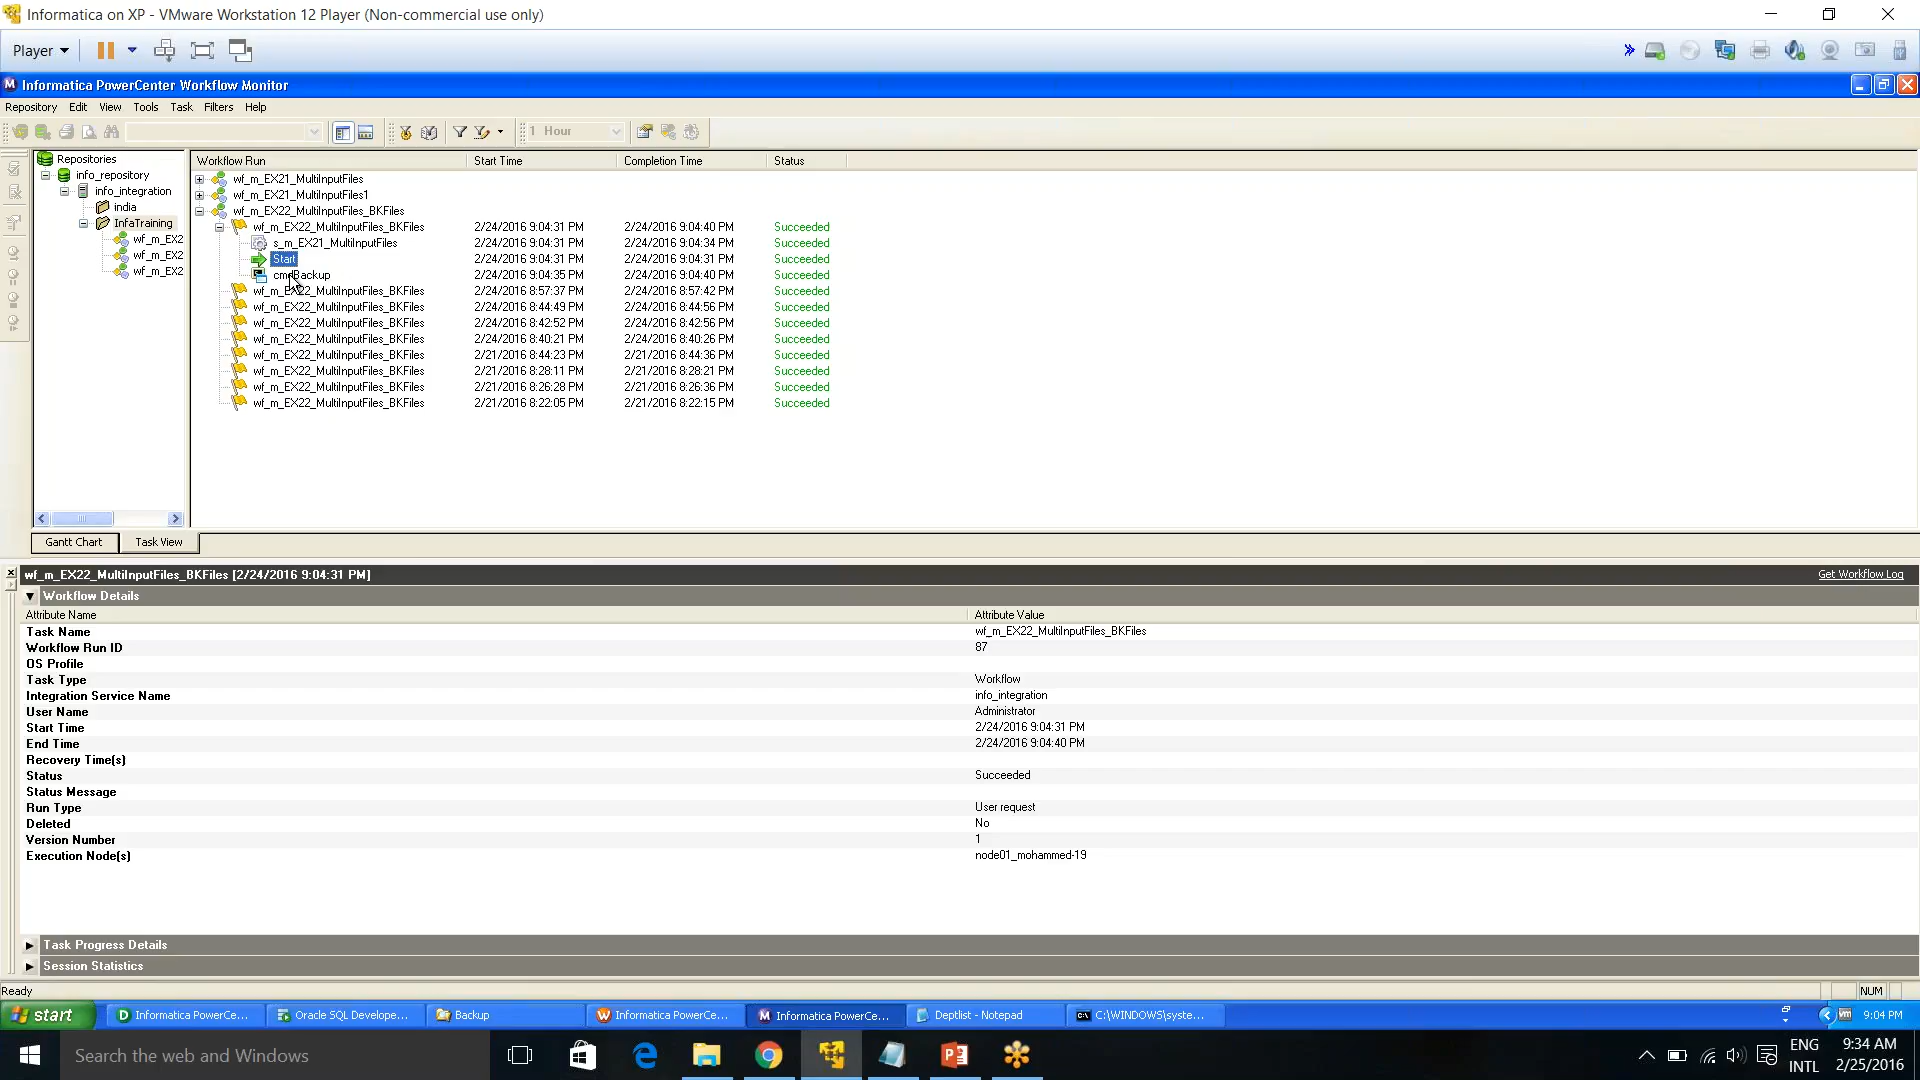 Informatica on XP - VMware Workstation 12 Player (Non-commercial use only)
Player
Informatica PowerCenter Workflow Monitor
Repository Edit View Tools Task Filters Help
1 Hour
Repositories
info_repository
info_integration
india
InfaTraining
wf_m_EX2
wf_m_EX2
wf_m_EX2
Workflow Run Start Time Completion Time Status
wf_m_EX21_MultiInputFiles
wf_m_EX21_MultiInputFiles1
wf_m_EX22_MultiInputFiles_BKFiles
wf_m_EX22_MultiInputFiles_BKFiles 2/24/2016 9:04:31 PM 2/24/2016 9:04:40 PM Succeeded
s_m_EX21_MultiInputFiles 2/24/2016 9:04:31 PM 2/24/2016 9:04:34 PM Succeeded
Start 2/24/2016 9:04:31 PM 2/24/2016 9:04:31 PM Succeeded
cmdBackup 2/24/2016 9:04:35 PM 2/24/2016 9:04:40 PM Succeeded
wf_m_EX22_MultiInputFiles_BKFiles 2/24/2016 8:57:37 PM 2/24/2016 8:57:42 PM Succeeded
wf_m_EX22_MultiInputFiles_BKFiles 2/24/2016 8:44:49 PM 2/24/2016 8:44:56 PM Succeeded
wf_m_EX22_MultiInputFiles_BKFiles 2/24/2016 8:42:52 PM 2/24/2016 8:42:56 PM Succeeded
wf_m_EX22_MultiInputFiles_BKFiles 2/24/2016 8:40:21 PM 2/24/2016 8:40:26 PM Succeeded
wf_m_EX22_MultiInputFiles_BKFiles 2/21/2016 8:44:23 PM 2/21/2016 8:44:36 PM Succeeded
wf_m_EX22_MultiInputFiles_BKFiles 2/21/2016 8:28:11 PM 2/21/2016 8:28:21 PM Succeeded
wf_m_EX22_MultiInputFiles_BKFiles 2/21/2016 8:26:28 PM 2/21/2016 8:26:36 PM Succeeded
wf_m_EX22_MultiInputFiles_BKFiles 2/21/2016 8:22:05 PM 2/21/2016 8:22:15 PM Succeeded
Gantt Chart Task View
wf_m_EX22_MultiInputFiles_BKFiles [2/24/2016 9:04:31 PM] Get Workflow Log
Workflow Details
Attribute Name Attribute Value
Task Name wf_m_EX22_MultiInputFiles_BKFiles
Workflow Run ID 87
OS Profile
Task Type Workflow
Integration Service Name info_integration
User Name Administrator
Start Time 2/24/2016 9:04:31 PM
End Time 2/24/2016 9:04:40 PM
Recovery Time(s)
Status Succeeded
Status Message
Run Type User request
Deleted No
Version Number 1
Execution Node(s) node01_mohammed-19
Task Progress Details
Session Statistics
Ready NUM
start Informatica PowerCe... Oracle SQL Develope... Backup Informatica PowerCe... Informatica PowerCe... Deptlist - Notepad C:\WINDOWS\syste... 9:04 PM
Search the web and Windows ENG INTL 9:34 AM 2/25/2016